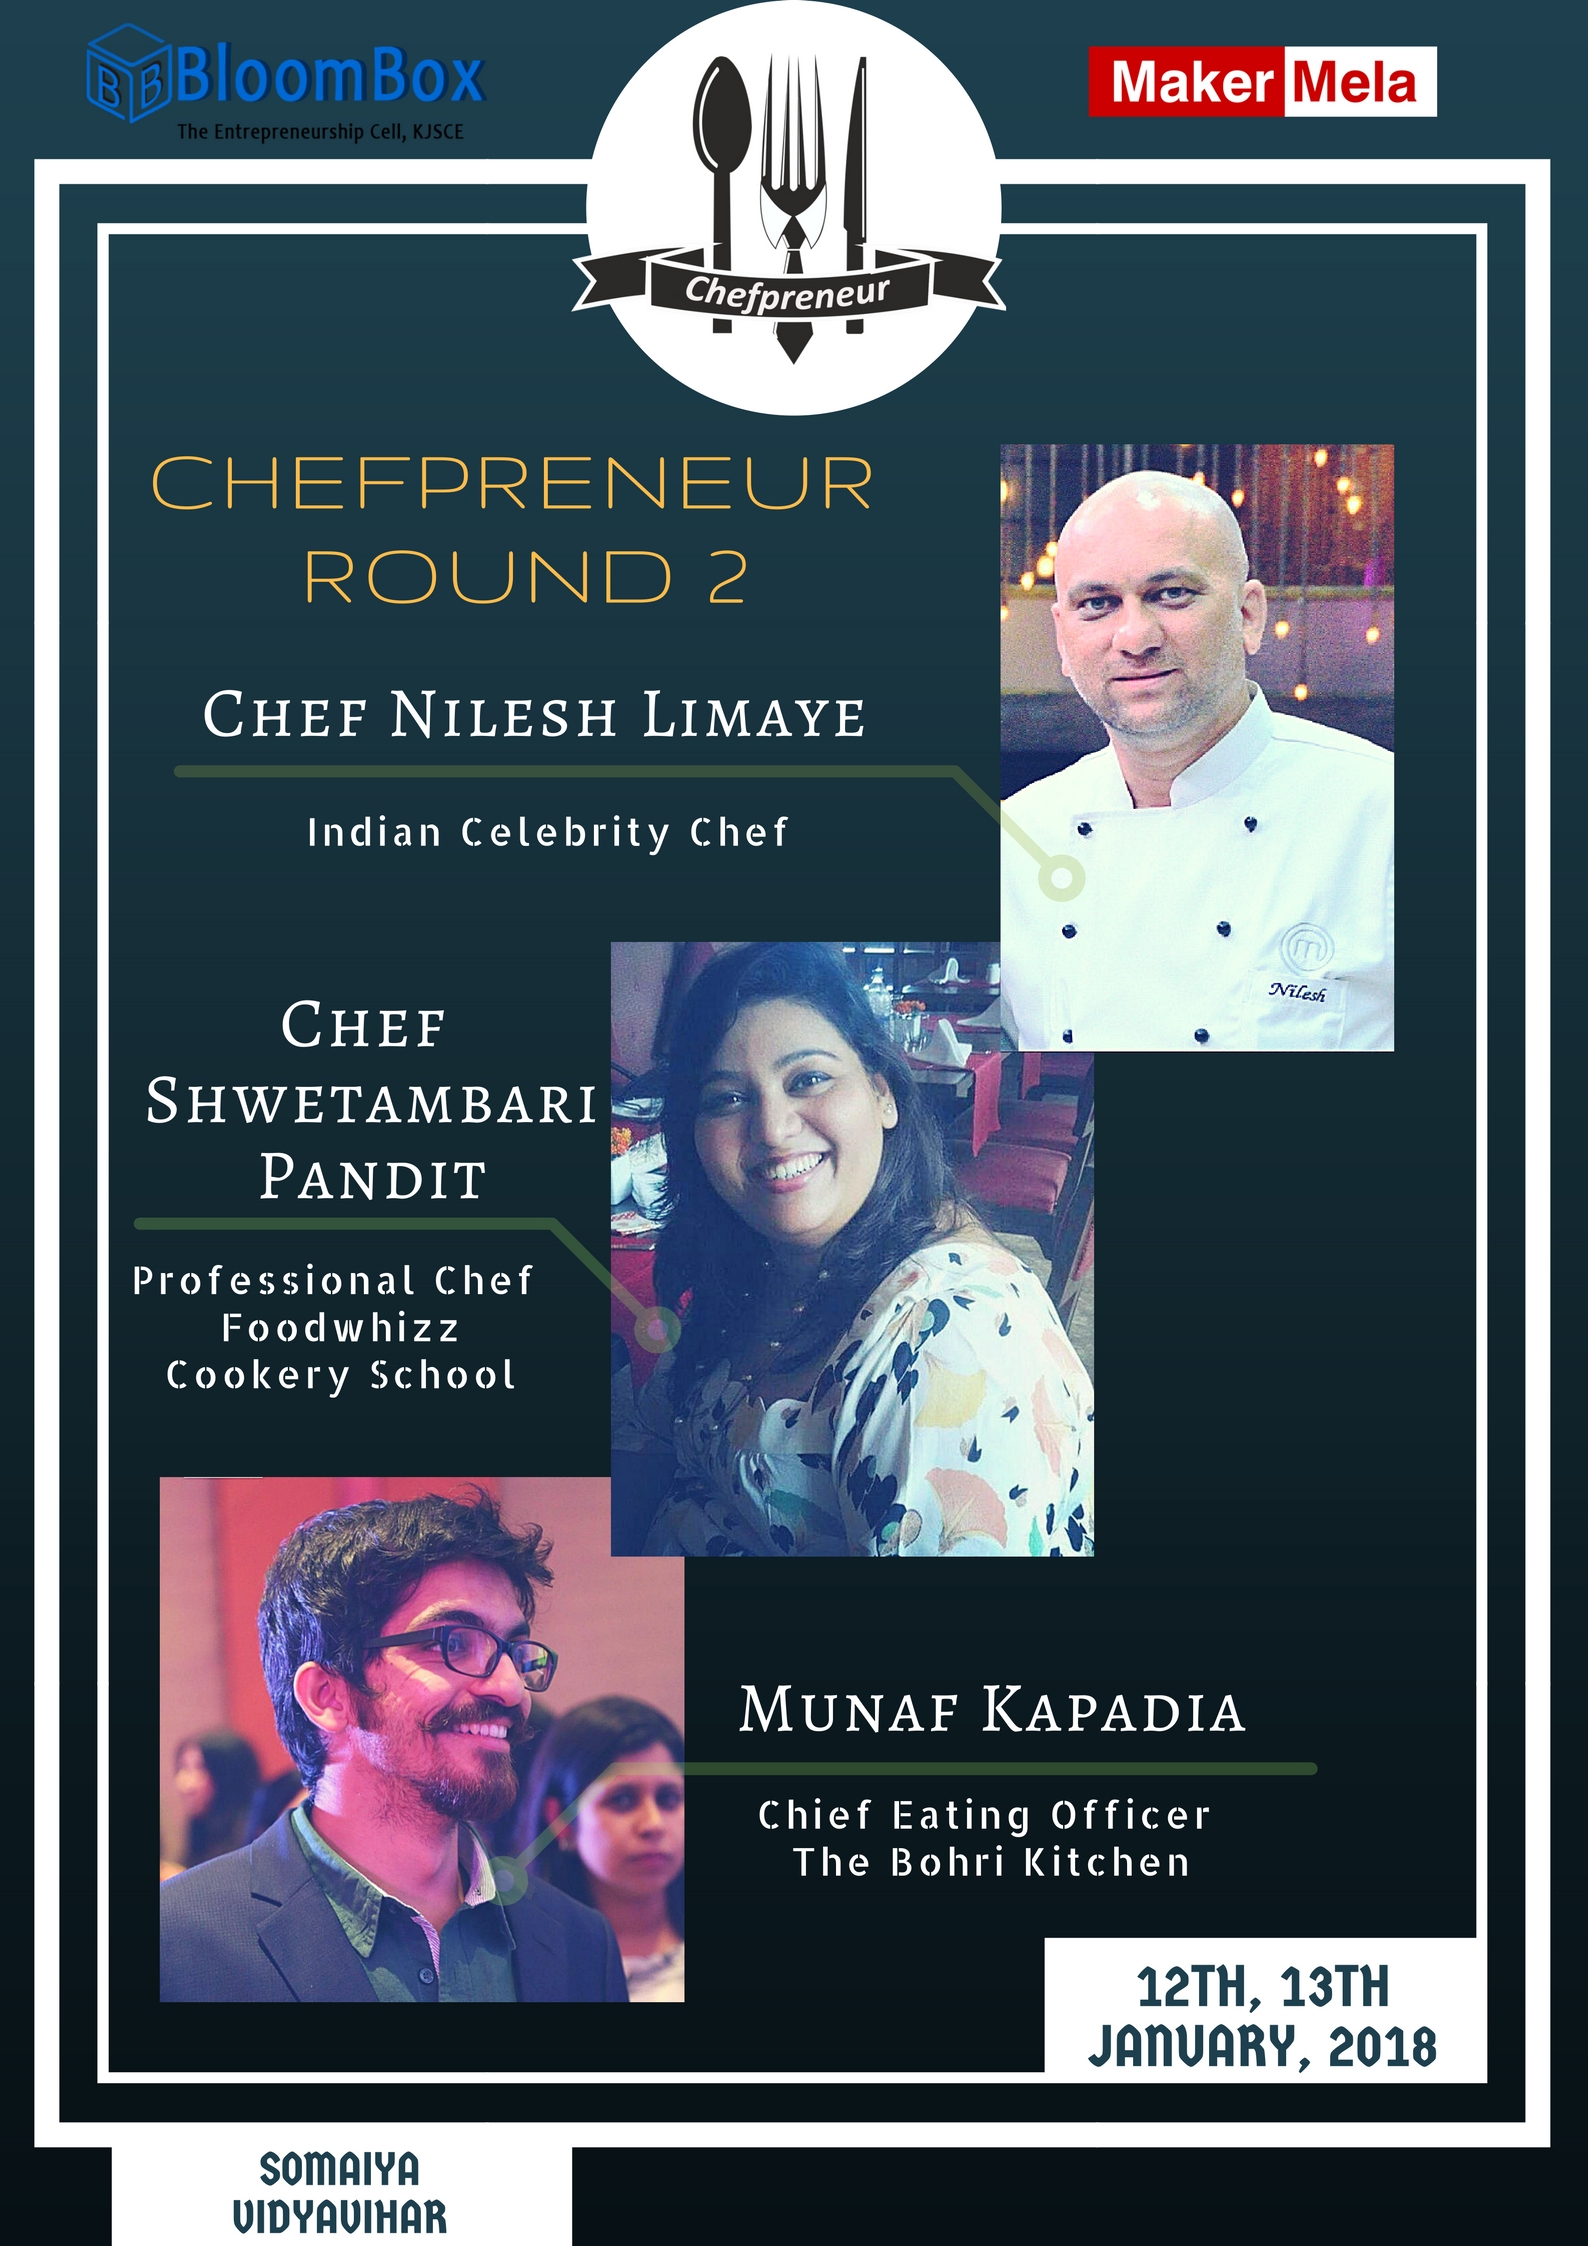 BBBloomBox
The Entrepreneurship Cell, KJSCE
Maker Mela
Chefpreneur
CHEFPRENEUR
ROUND 2
CHEF NILESH LIMAYE
Indian Celebrity Chef
Nilesh
CHEF
SHWETAMBARI
PANDIT
Professional Chef
Foodwhizz
Cookery School
MUNAF KAPADIA
Chief Eating Officer
The Bohri Kitchen
12TH, 13TH
JANUARY, 2018
SOMAIYA
VIDYAVIHAR